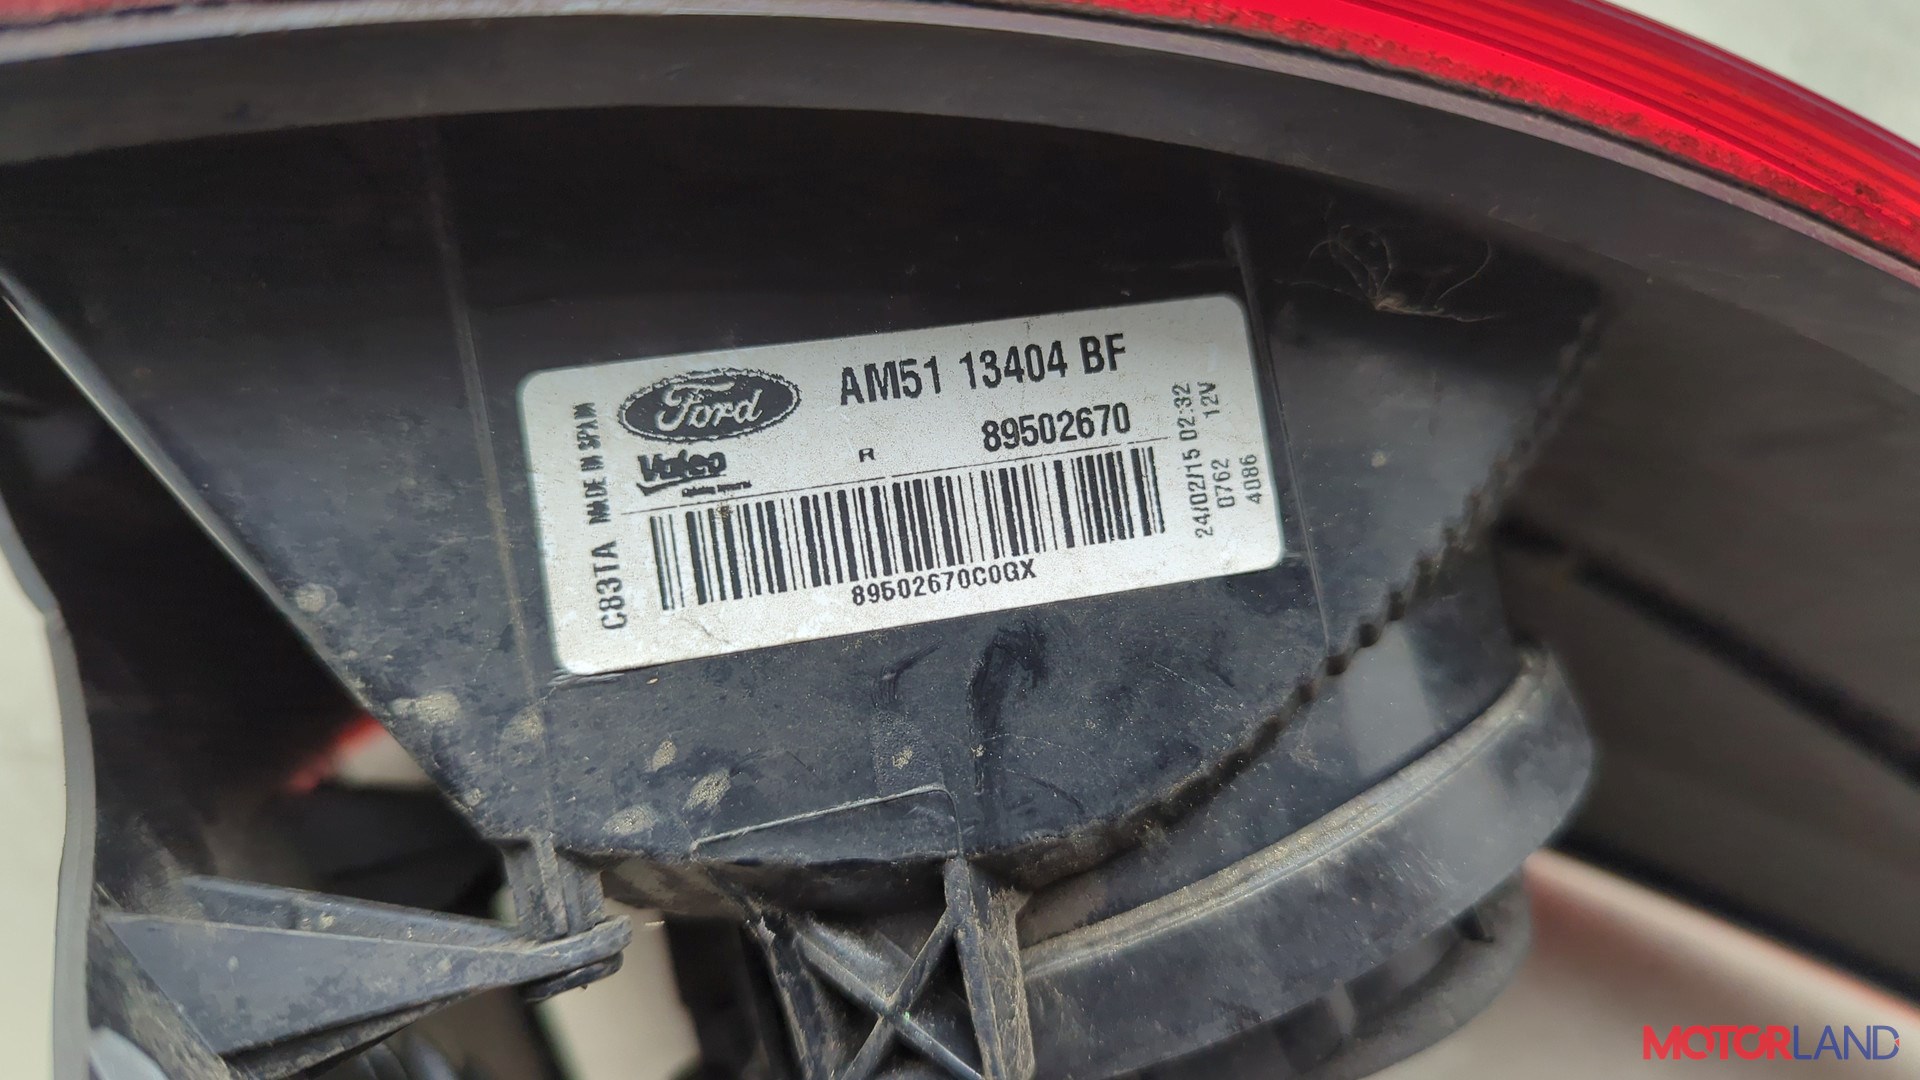 Ford
AM51 13404 BF
Valeo
R
89502670
89502670C0GX
C83TA MADE IN SPAIN
24/02/15 02:32
0762 12V
4086
MOTORLAND